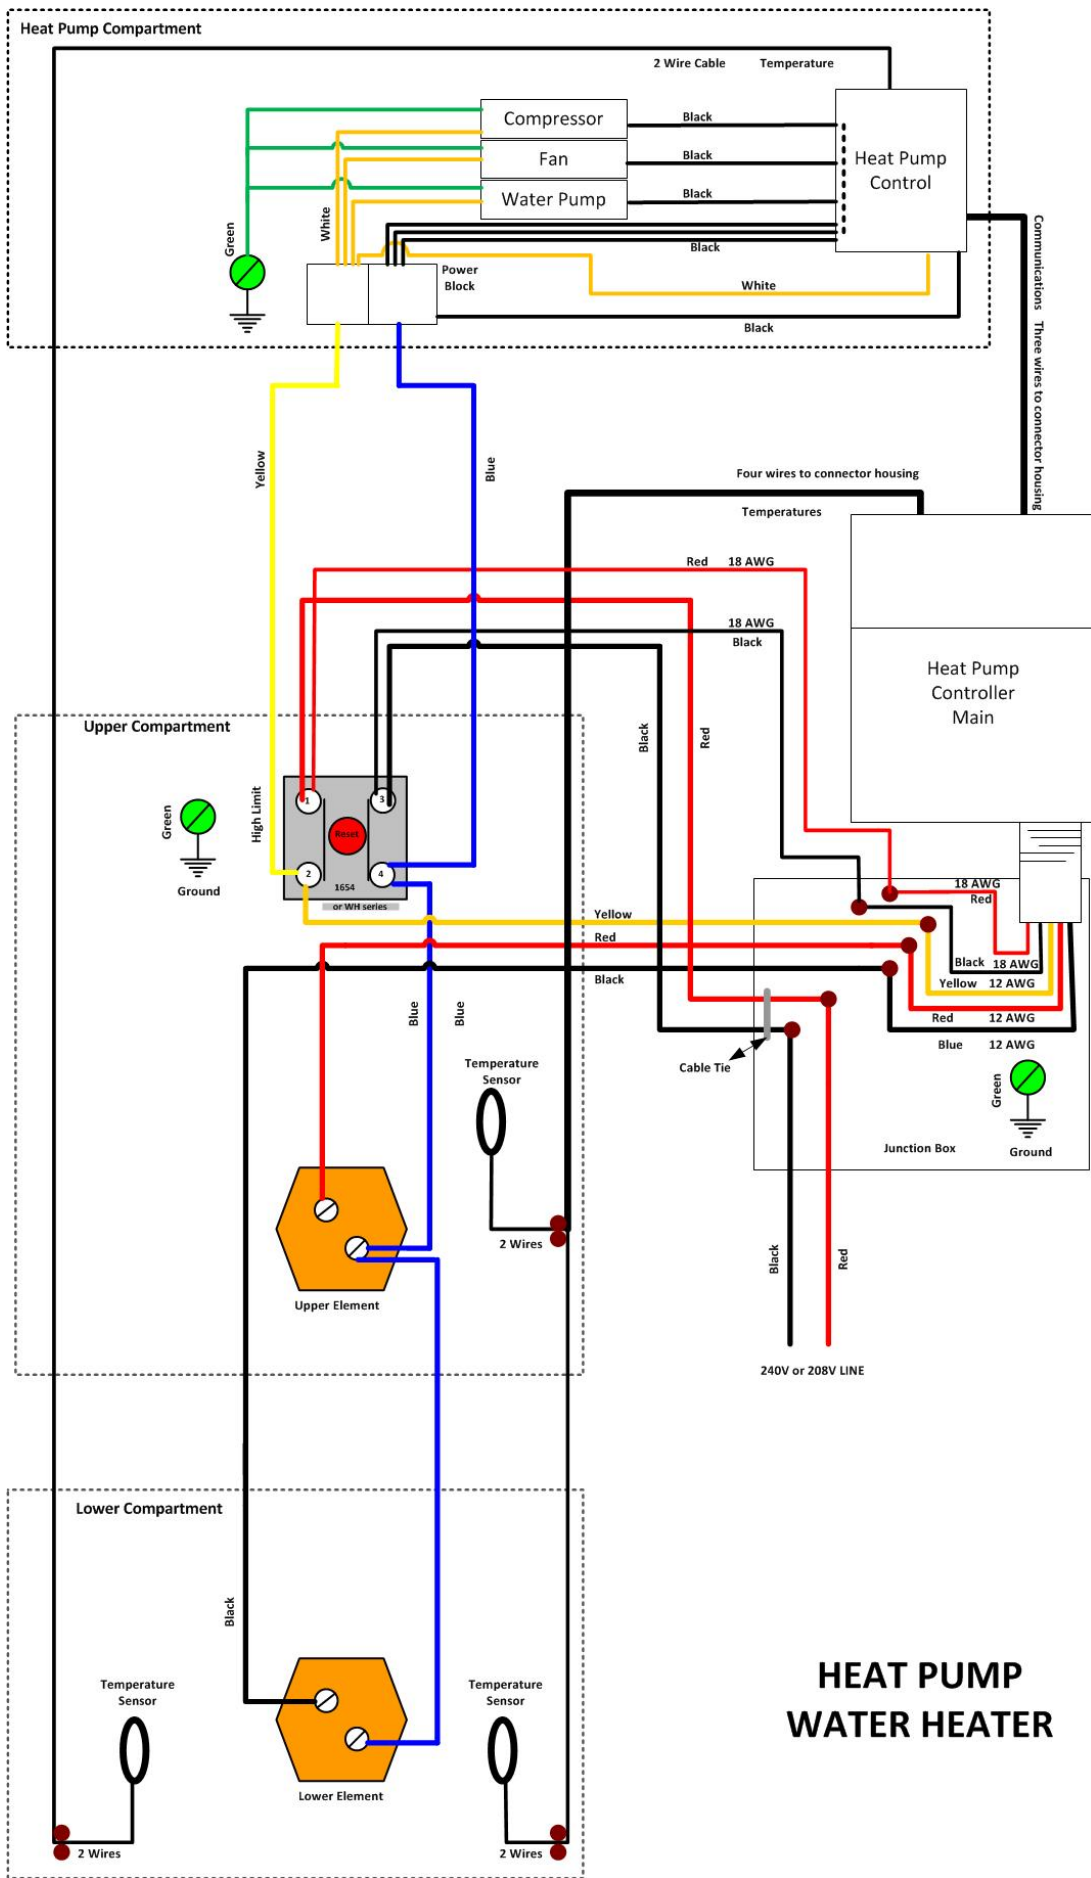 Heat Pump Compartment
2 Wire Cable Temperature
Compressor
Black
Fan
Black
Heat Pump
Control
Water Pump
Black
White
Green
Black
Power
Block
White
Black
Communications Three wires to connector housing
Yellow
Blue
Four wires to connector housing
Temperatures
Red 18 AWG
18 AWG
Black
Heat Pump
Controller
Main
Black
Red
Upper Compartment
High Limit
Green
Ground
1
3
Reset
2
4
1654
or WH series
18 AWG
Red
Yellow
Red
Black
Black 18 AWG
Yellow 12 AWG
Red 12 AWG
Blue 12 AWG
Blue
Blue
Cable Tie
Green
Ground
Junction Box
Temperature
Sensor
2 Wires
Upper Element
Black
Red
240V or 208V LINE
Lower Compartment
Black
Temperature
Sensor
2 Wires
Lower Element
Temperature
Sensor
2 Wires
HEAT PUMP
WATER HEATER